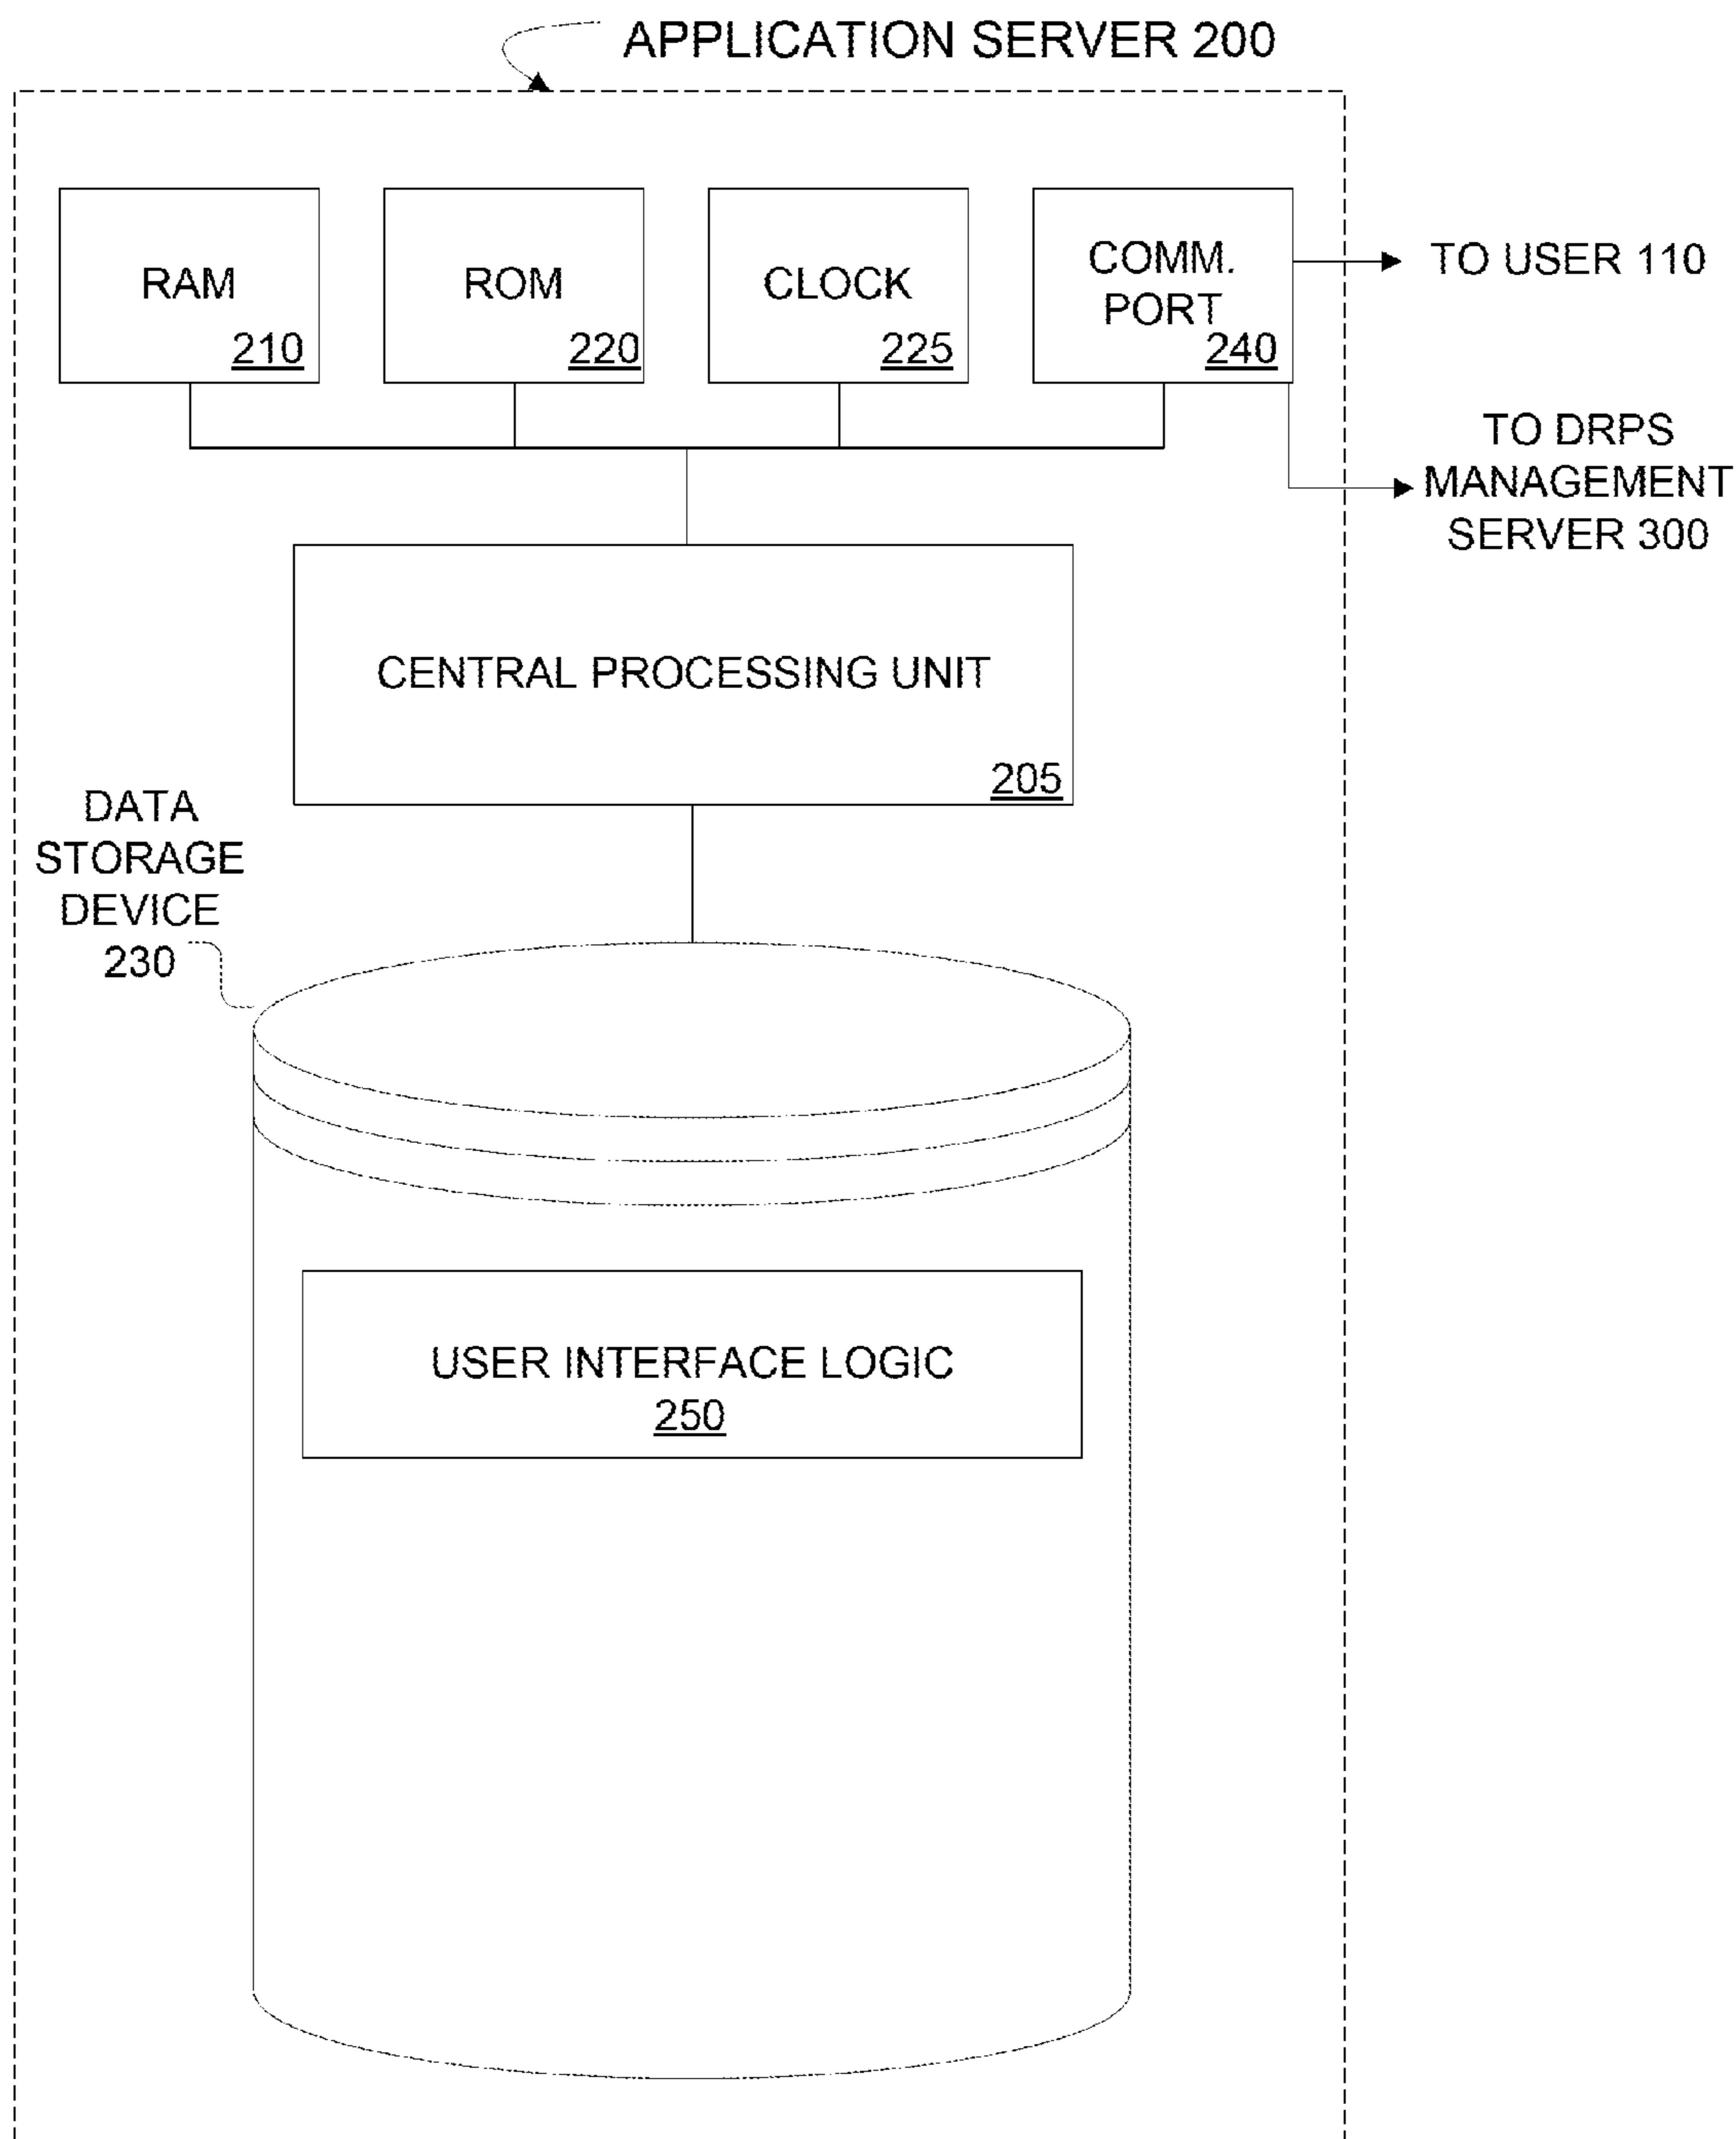 APPLICATION SERVER 200
RAM
210
ROM
220
CLOCK
225
COMM.
PORT
240
TO USER 110
TO DRPS
MANAGEMENT
SERVER 300
CENTRAL PROCESSING UNIT
205
DATA
STORAGE
DEVICE
230
USER INTERFACE LOGIC
250